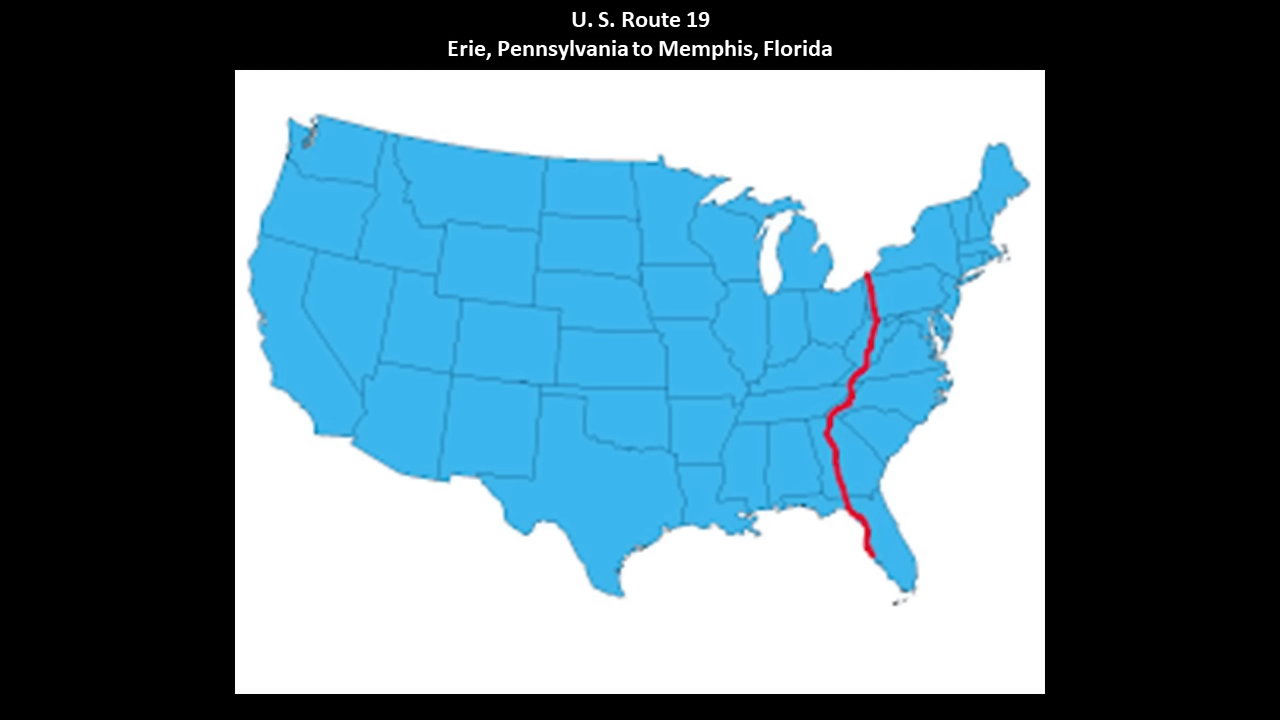 U. S. Route 19
Erie, Pennsylvania to Memphis, Florida